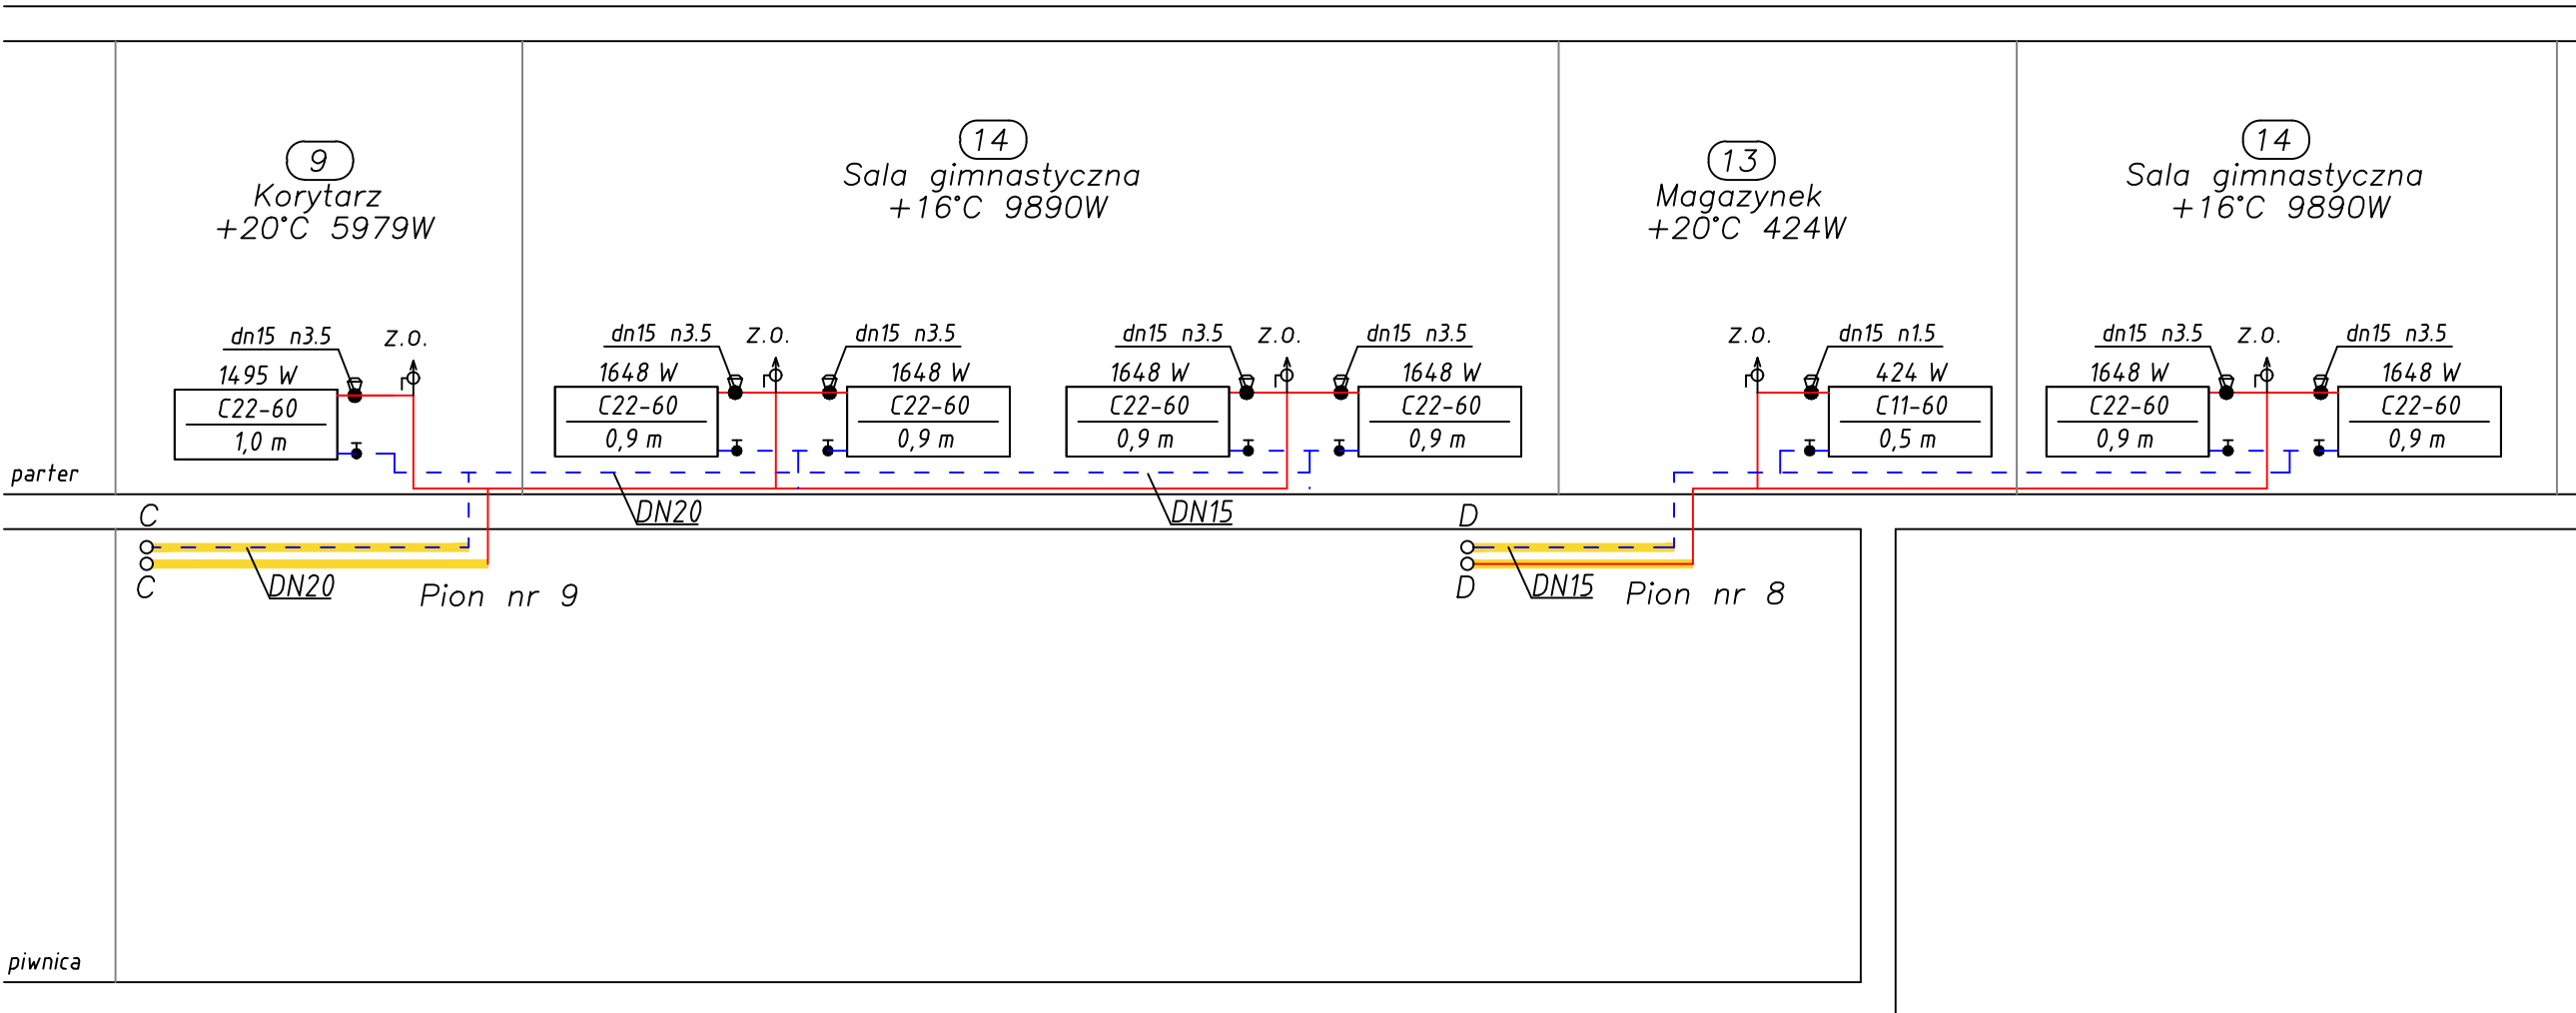 9
Korytarz
+20°C 5979W
14
Sala gimnastyczna
+16°C 9890W
13
Magazynek
+20°C 424W
14
Sala gimnastyczna
+16°C 9890W
dn15 n3.5
z.o.
1495 W
C22-60
1,0 m
dn15 n3.5
z.o.
dn15 n3.5
1648 W
C22-60
0,9 m
1648 W
C22-60
0,9 m
dn15 n3.5
z.o.
dn15 n3.5
1648 W
C22-60
0,9 m
1648 W
C22-60
0,9 m
z.o.
dn15 n1.5
424 W
C11-60
0,5 m
dn15 n3.5
z.o.
dn15 n3.5
1648 W
C22-60
0,9 m
1648 W
C22-60
0,9 m
parter
DN20
DN15
C
C
DN20
Pion nr 9
D
D
DN15
Pion nr 8
piwnica